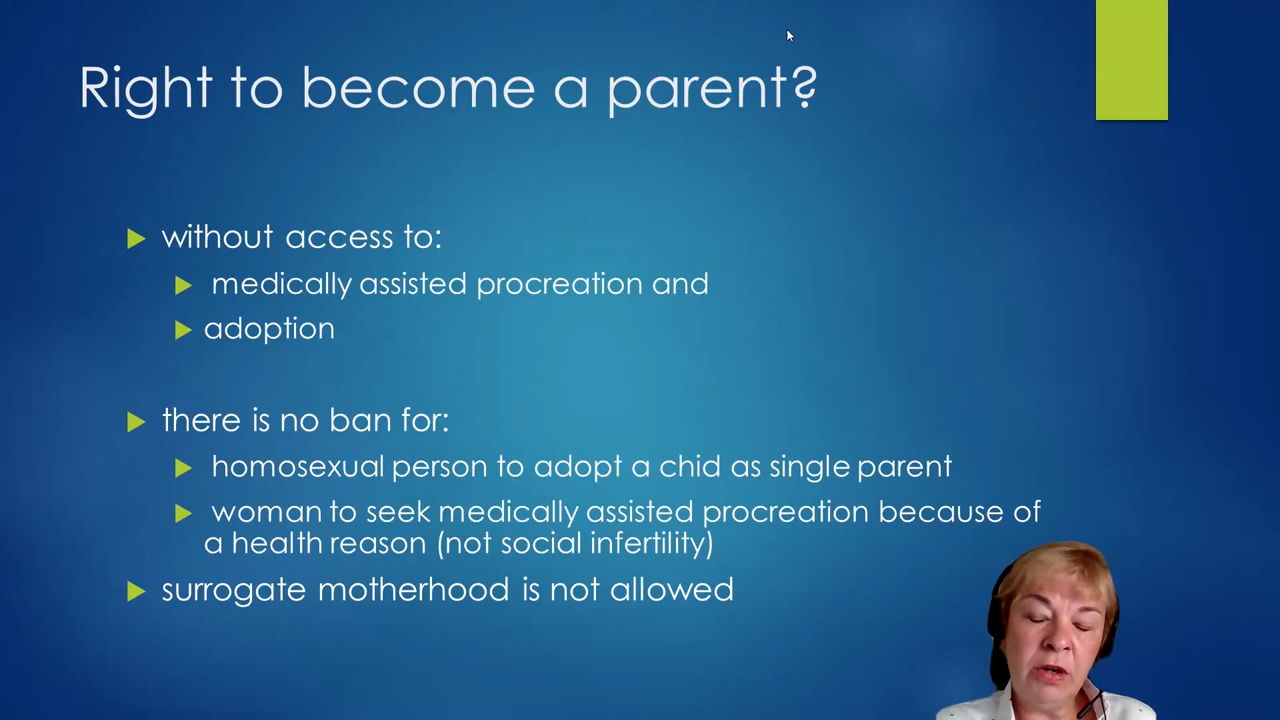 Right to become a parent?
without access to:
medically assisted procreation and
adoption
there is no ban for:
homosexual person to adopt a chid as single parent
woman to seek medically assisted procreation because of
a health reason (not social infertility)
surrogate motherhood is not allowed